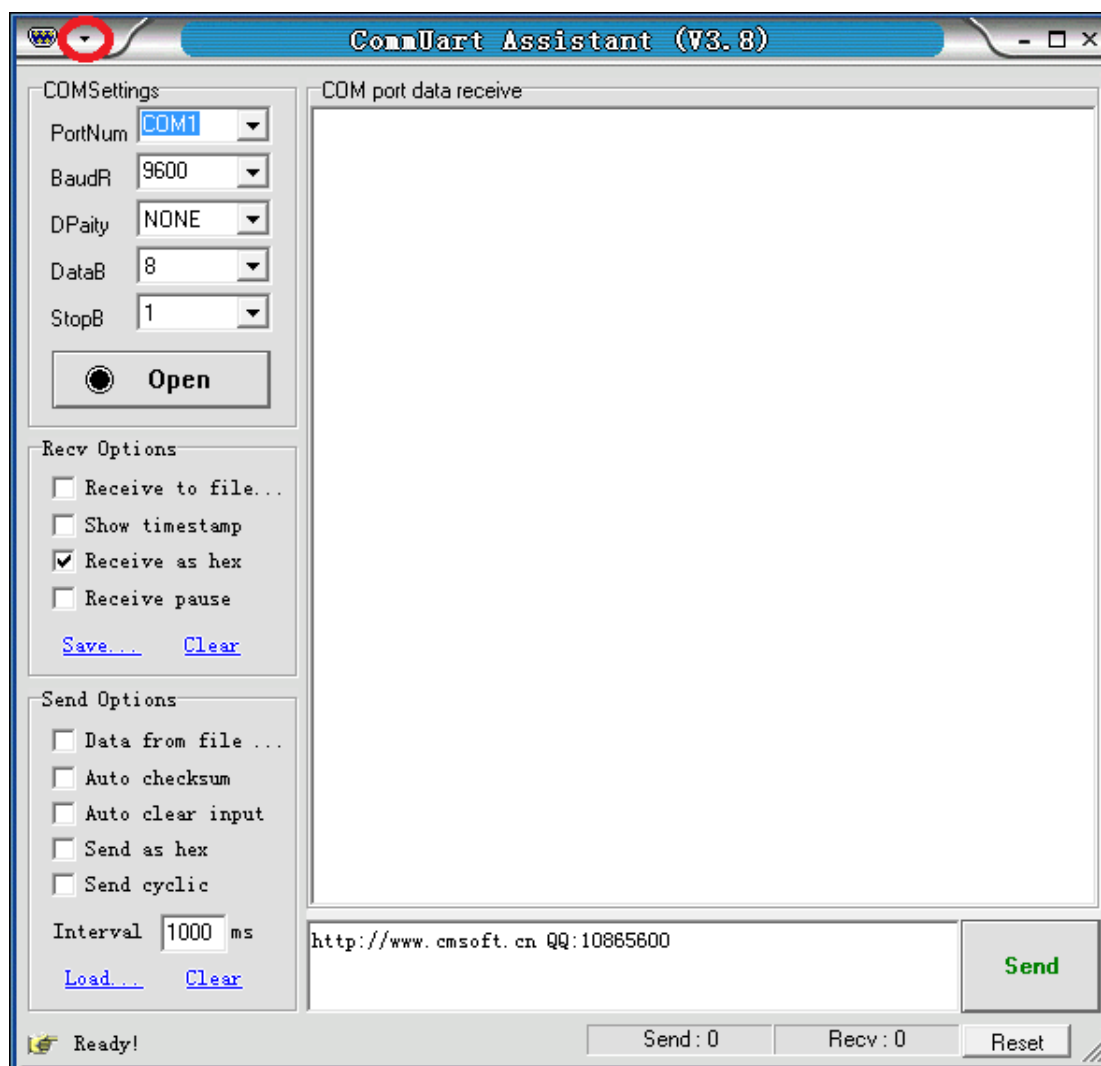 CommUart Assistant (V3.8)
COMSettings
PortNum COM1
BaudR 9600
DPaity NONE
DataB 8
StopB 1
Open
Recv Options
Receive to file...
Show timestamp
Receive as hex
Receive pause
Save... Clear
Send Options
Data from file ...
Auto checksum
Auto clear input
Send as hex
Send cyclic
Interval 1000 ms
Load... Clear
COM port data receive
http://www.cmsoft.cn QQ:10865600
Send
Ready!
Send : 0
Recv : 0
Reset